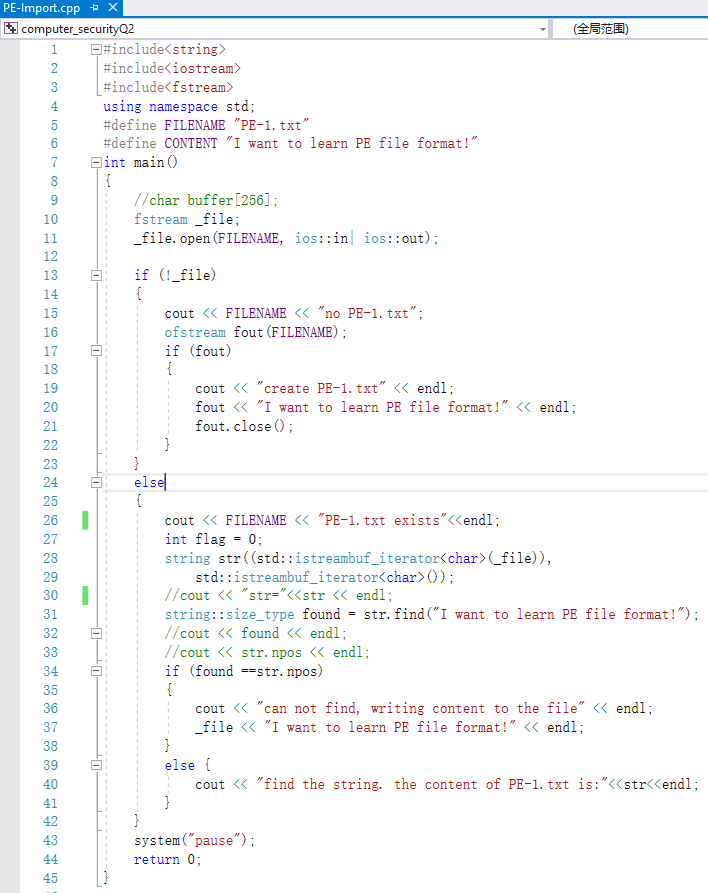 PE-Import.cpp
computer_securityQ2 (全局范围)
1 #include<string>
2 #include<iostream>
3 #include<fstream>
4 using namespace std;
5 #define FILENAME "PE-1.txt"
6 #define CONTENT "I want to learn PE file format!"
7 int main()
8 {
9 //char buffer[256];
10 fstream _file;
11 _file.open(FILENAME, ios::in| ios::out);
12
13 if (!_file)
14 {
15 cout << FILENAME << "no PE-1.txt";
16 ofstream fout(FILENAME);
17 if (fout)
18 {
19 cout << "create PE-1.txt" << endl;
20 fout << "I want to learn PE file format!" << endl;
21 fout.close();
22 }
23 }
24 else
25 {
26 cout << FILENAME << "PE-1.txt exists"<<endl;
27 int flag = 0;
28 string str((std::istreambuf_iterator<char>(_file)),
29 std::istreambuf_iterator<char>());
30 //cout << "str="<<str << endl;
31 string::size_type found = str.find("I want to learn PE file format!");
32 //cout << found << endl;
33 //cout << str.npos << endl;
34 if (found ==str.npos)
35 {
36 cout << "can not find, writing content to the file" << endl;
37 _file << "I want to learn PE file format!" << endl;
38 }
39 else {
40 cout << "find the string. the content of PE-1.txt is:"<<str<<endl;
41 }
42 }
43 system("pause");
44 return 0;
45 }